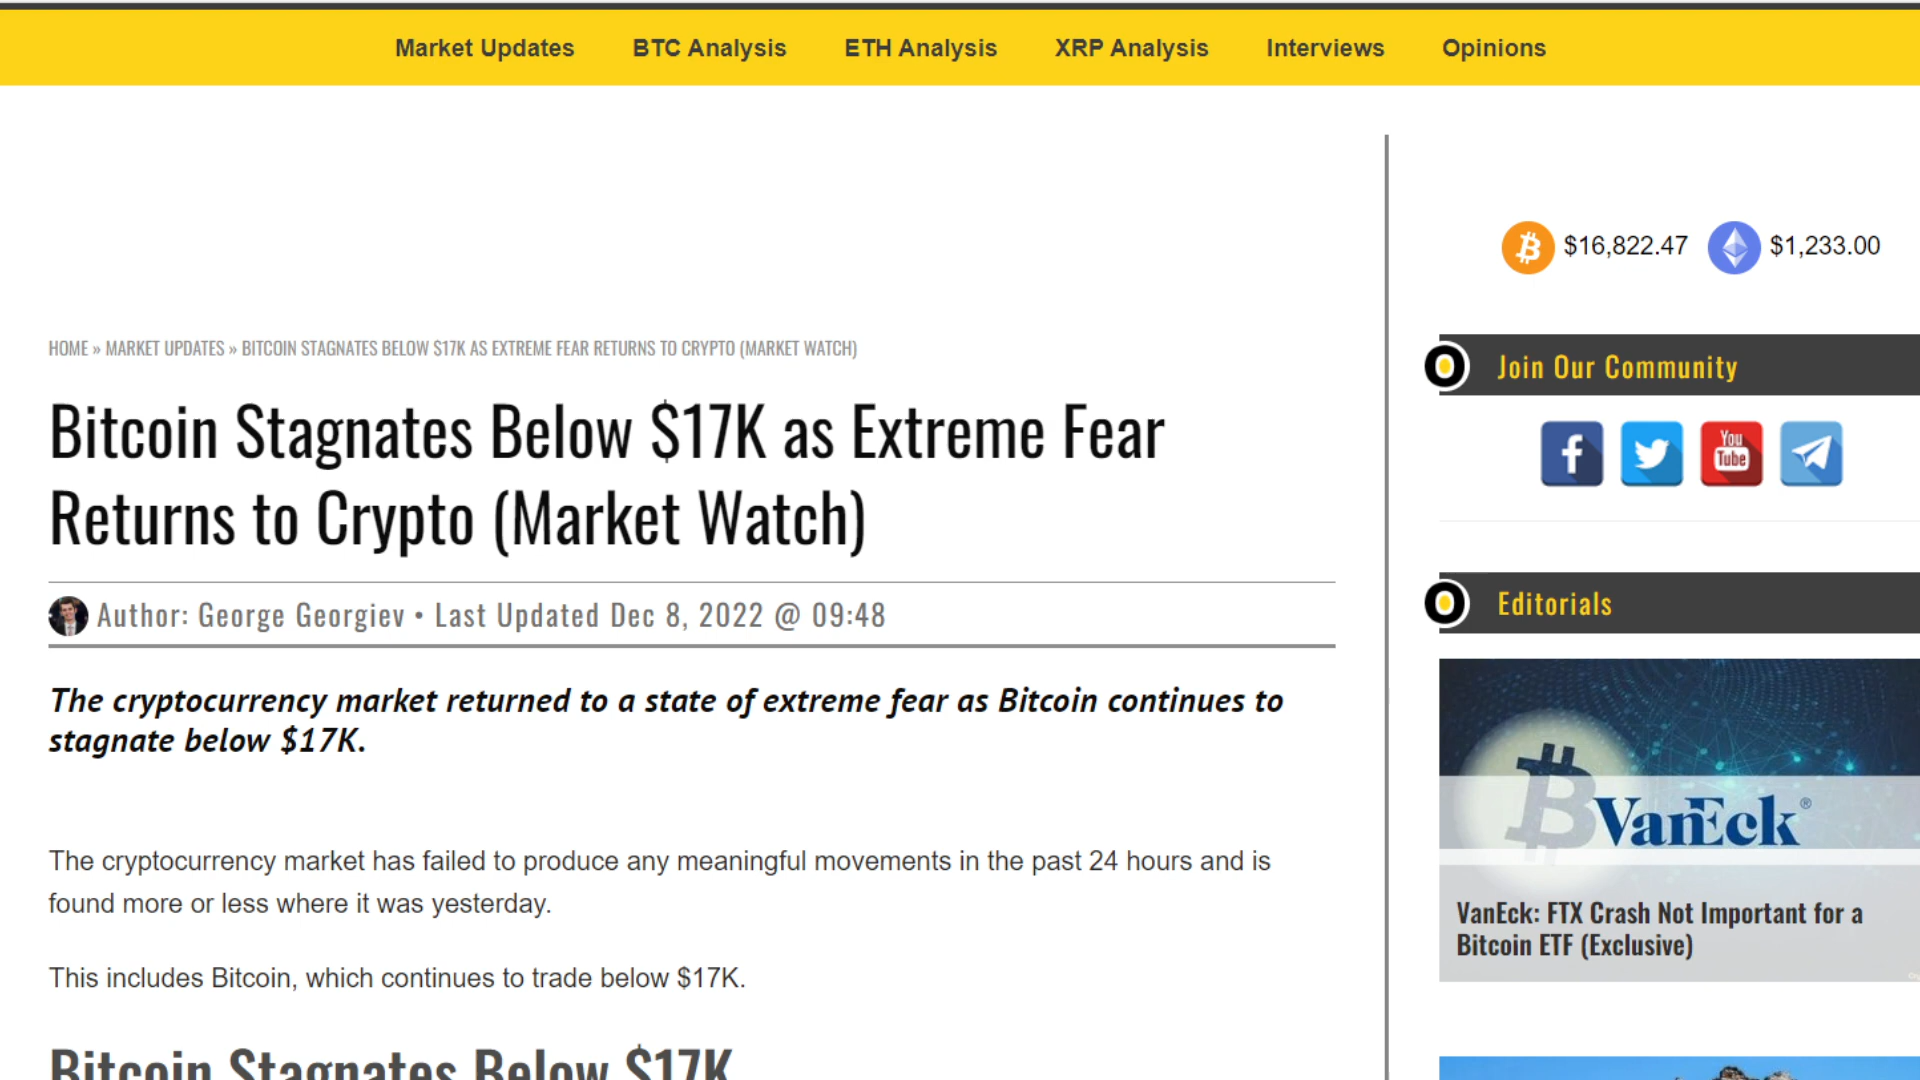 Market Updates BTC Analysis ETH Analysis XRP Analysis Interviews Opinions
$16,822.47 $1,233.00
HOME » MARKET UPDATES » BITCOIN STAGNATES BELOW $17K AS EXTREME FEAR RETURNS TO CRYPTO (MARKET WATCH)
Bitcoin Stagnates Below $17K as Extreme Fear
Returns to Crypto (Market Watch)
Author: George Georgiev • Last Updated Dec 8, 2022 @ 09:48
The cryptocurrency market returned to a state of extreme fear as Bitcoin continues to
stagnate below $17K.
The cryptocurrency market has failed to produce any meaningful movements in the past 24 hours and is
found more or less where it was yesterday.
This includes Bitcoin, which continues to trade below $17K.
Bitcoin Stagnates Below $17K
Join Our Community
You
Tube
Editorials
VanEck®
VanEck: FTX Crash Not Important for a
Bitcoin ETF (Exclusive)